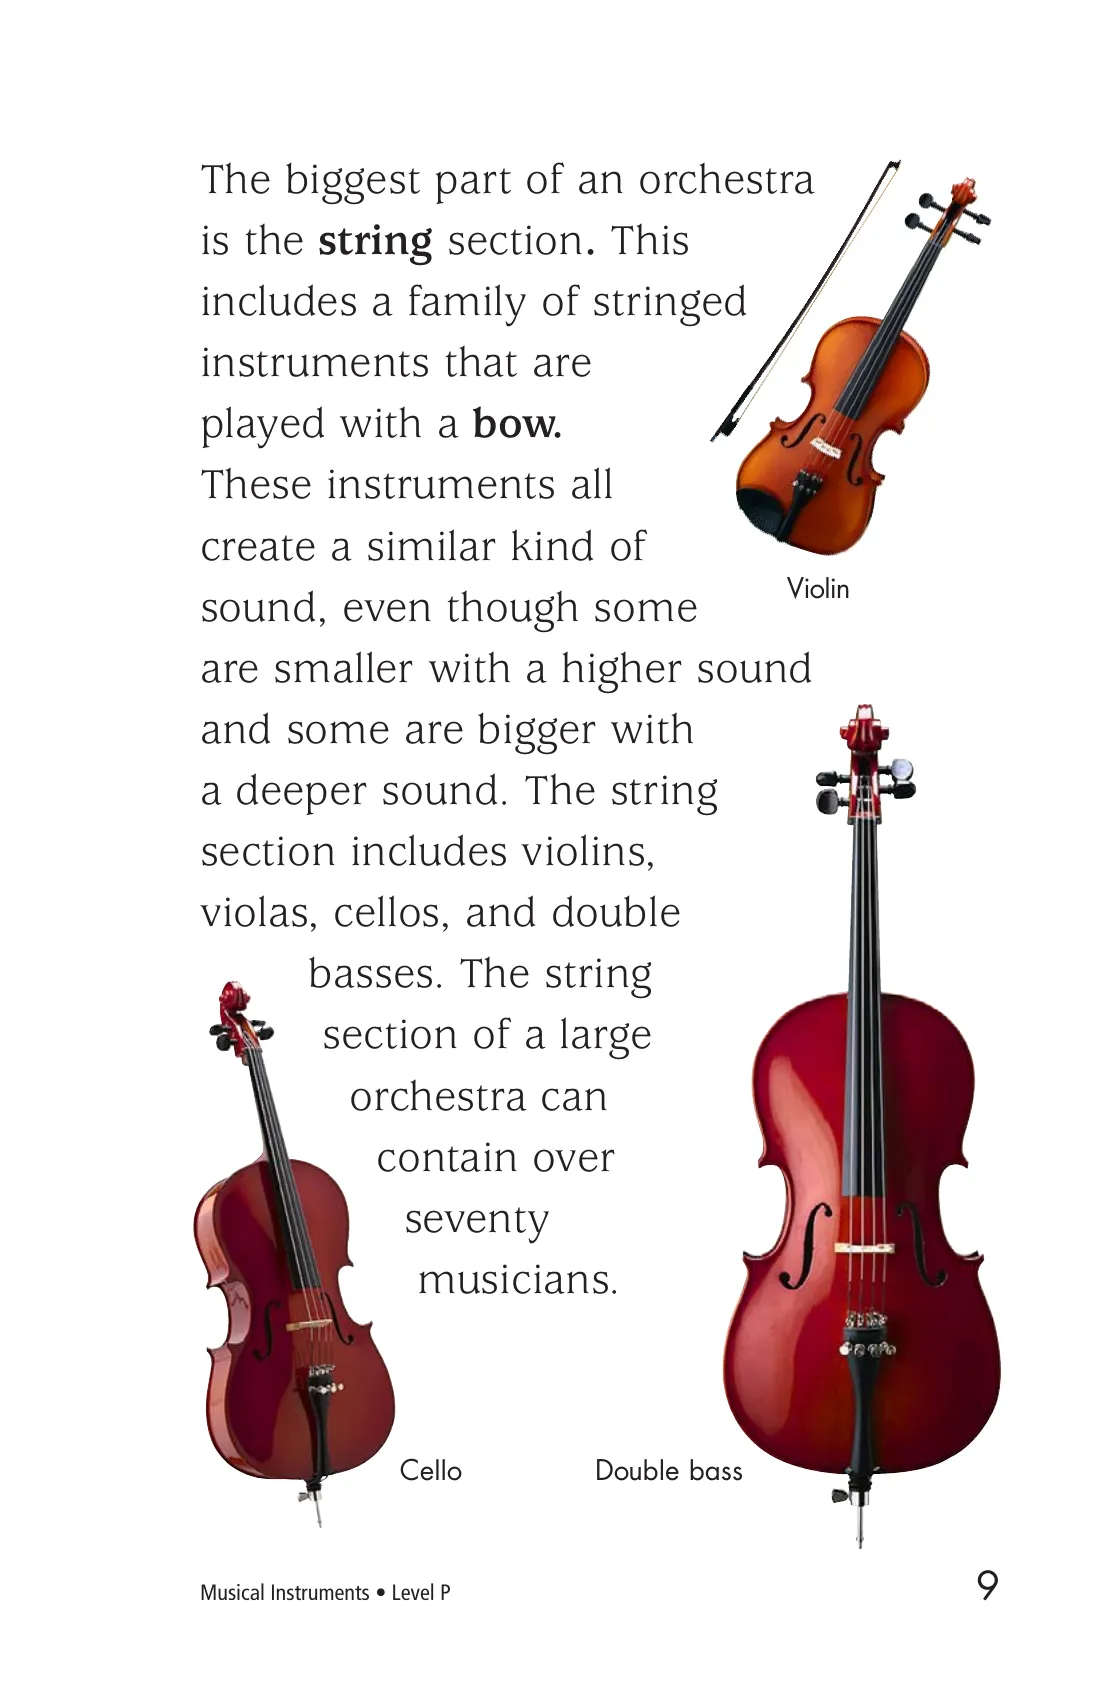 The biggest part of an orchestra
is the string section. This
includes a family of stringed
instruments that are
played with a bow.
These instruments all
create a similar kind of
sound, even though some
are smaller with a higher sound
and some are bigger with
a deeper sound. The string
section includes violins,
violas, cellos, and double
basses. The string
section of a large
orchestra can
contain over
seventy
musicians.
Violin
Cello
Double bass
Musical Instruments • Level P
9